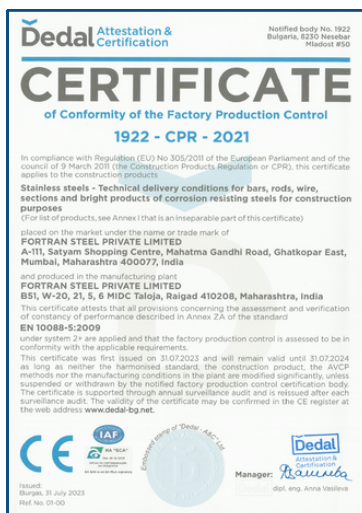 Dedal Attestation &
Certification
Notified body No. 1922
Bulgaria, 8230 Nesebar
Mladost #50
CERTIFICATE
of Conformity of the Factory Production Control
1922 - CPR - 2021
In compliance with Regulation (EU) No 305/2011 of the European Parliament and of the
council of 9 March 2011 (the Construction Products Regulation or CPR), this certificate
applies to the construction products
Stainless steels - Technical delivery conditions for bars, rods, wire,
sections and bright products of corrosion resisting steels for construction
purposes
(For list of products, see Annex I that is an inseparable part of this certificate)
placed on the market under the name or trade mark of
FORTRAN STEEL PRIVATE LIMITED
A-111, Satyam Shopping Centre, Mahatma Gandhi Road, Ghatkopar East,
Mumbai, Maharashtra 400077, India
and produced in the manufacturing plant
FORTRAN STEEL PRIVATE LIMITED
B51, W-20, 21, 5, 6 MIDC Taloja, Raigad 410208, Maharashtra, India
This certificate attests that all provisions concerning the assessment and verification
of constancy of performance described in Annex ZA of the standard
EN 10088-5:2009
under system 2+ are applied and that the factory production control is assessed to be in
conformity with the applicable requirements.
This certificate was first issued on 31.07.2023 and will remain valid until 31.07.2024
as long as neither the harmonised standard, the construction product, the AVCP
methods nor the manufacturing conditions in the plant are modified significantly, unless
suspended or withdrawn by the notified factory production control certification body.
The certificate is supported through annual surveillance audit and is reissued after each
surveillance audit. The validity of the certificate may be confirmed in the CE register at
the web address www.dedal-bg.net.
CE
IAF
Embossed stamp of "Dedal - A&C" Ltd
Dedal
Attestation &
Certification
Manager:
dipl. eng. Anna Vasileva
Issued:
Burgas, 31 July 2023
Ref. No. 01-00